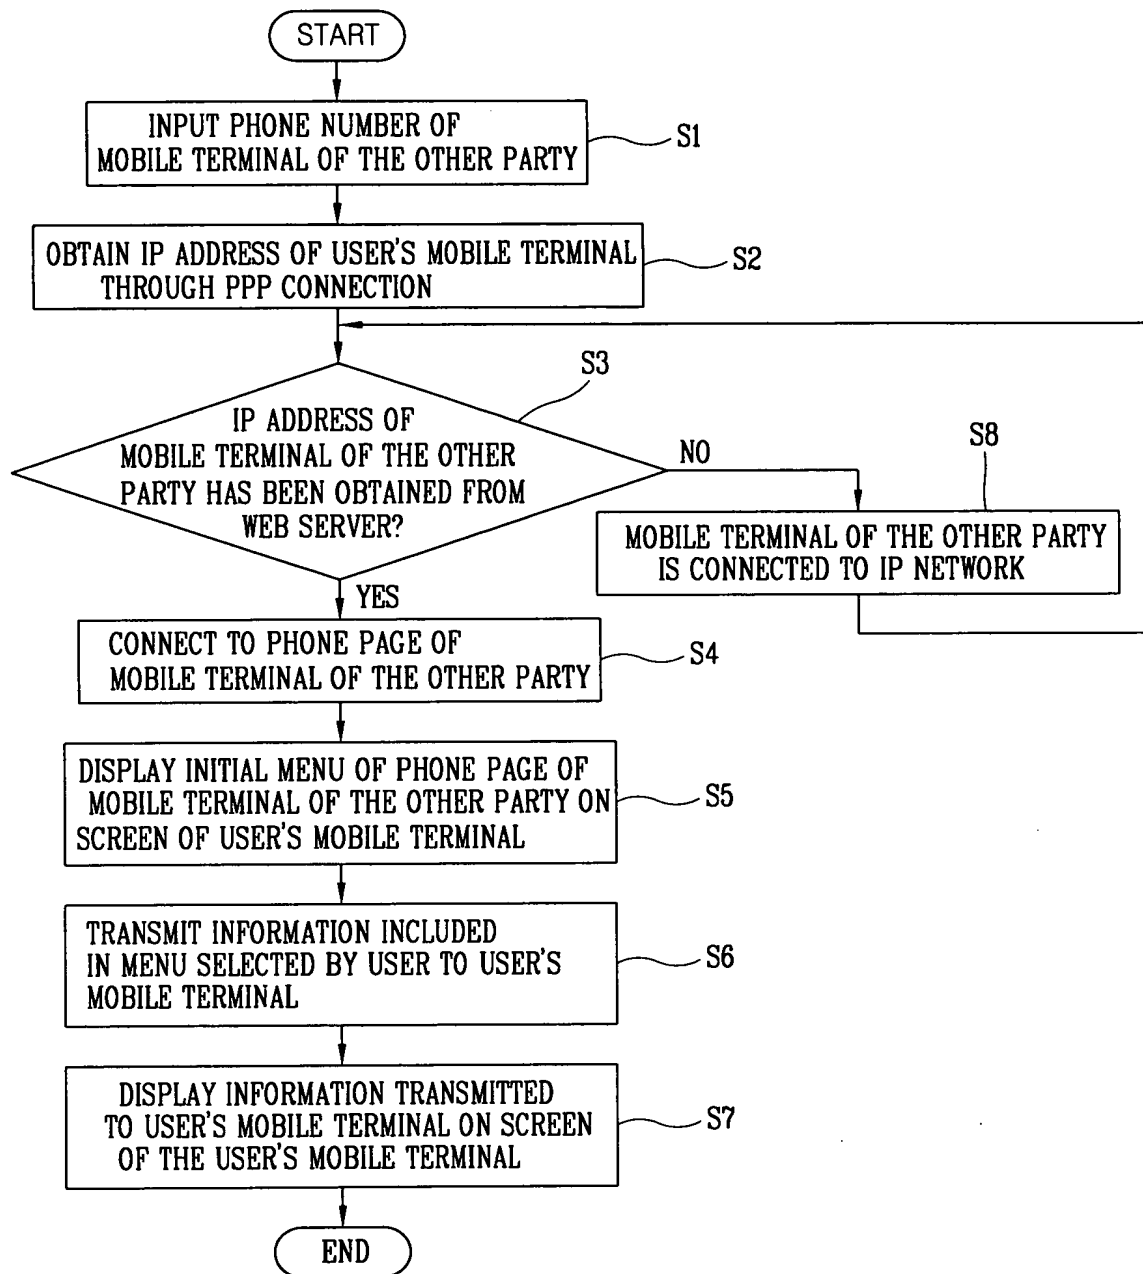 START
INPUT PHONE NUMBER OF
MOBILE TERMINAL OF THE OTHER PARTY
S1
OBTAIN IP ADDRESS OF USER'S MOBILE TERMINAL
THROUGH PPP CONNECTION
S2
S3
IP ADDRESS OF
MOBILE TERMINAL OF THE OTHER
PARTY HAS BEEN OBTAINED FROM
WEB SERVER?
NO
S8
MOBILE TERMINAL OF THE OTHER PARTY
IS CONNECTED TO IP NETWORK
YES
CONNECT TO PHONE PAGE OF
MOBILE TERMINAL OF THE OTHER PARTY
S4
DISPLAY INITIAL MENU OF PHONE PAGE OF
MOBILE TERMINAL OF THE OTHER PARTY ON
SCREEN OF USER'S MOBILE TERMINAL
S5
TRANSMIT INFORMATION INCLUDED
IN MENU SELECTED BY USER TO USER'S
MOBILE TERMINAL
S6
DISPLAY INFORMATION TRANSMITTED
TO USER'S MOBILE TERMINAL ON SCREEN
OF THE USER'S MOBILE TERMINAL
S7
END